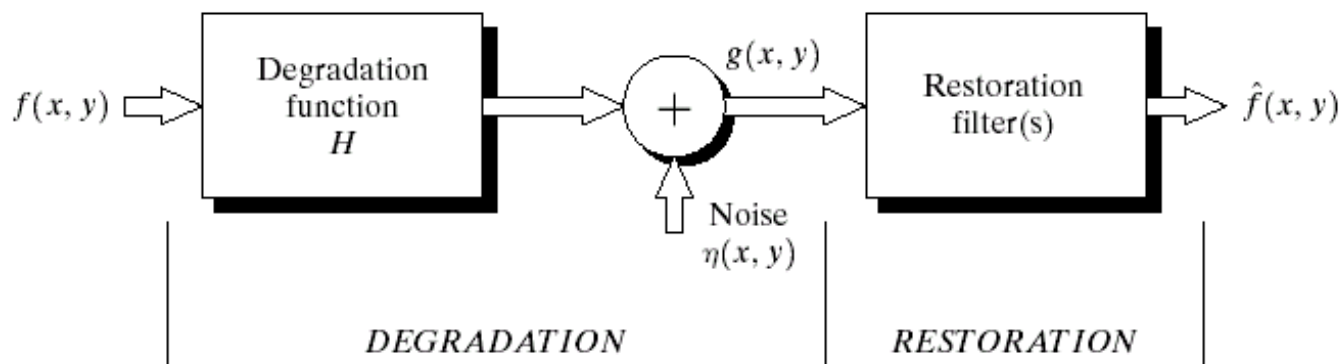 f(x, y)
Degradation
function
H
+
g(x, y)
Noise
η(x, y)
Restoration
filter(s)
f̂(x, y)
DEGRADATION
RESTORATION